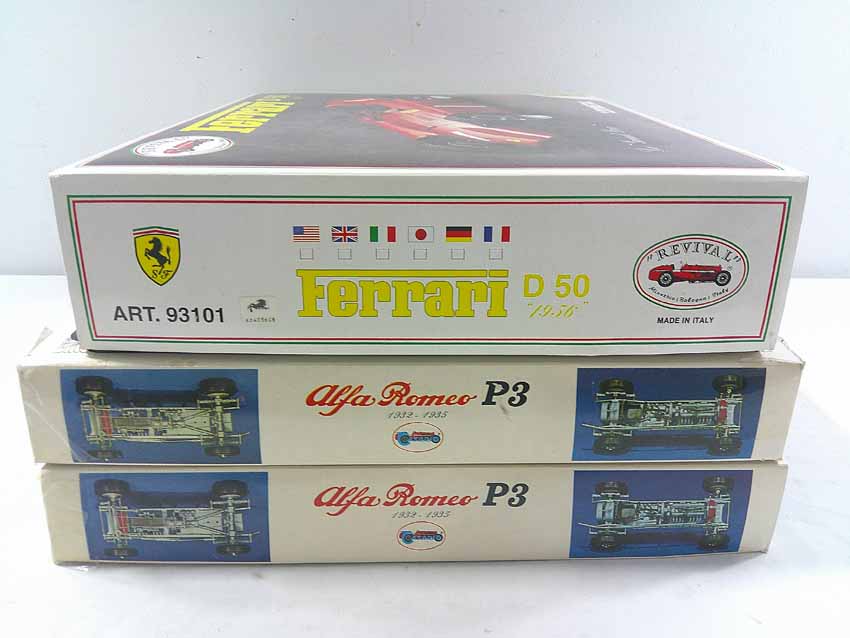 Ferrari
S F
ART. 93101
Ferrari D 50
"1956"
"REVIVAL"
MADE IN ITALY
Alfa Romeo P3
1932 - 1935
Alfa Romeo P3
1932 - 1935